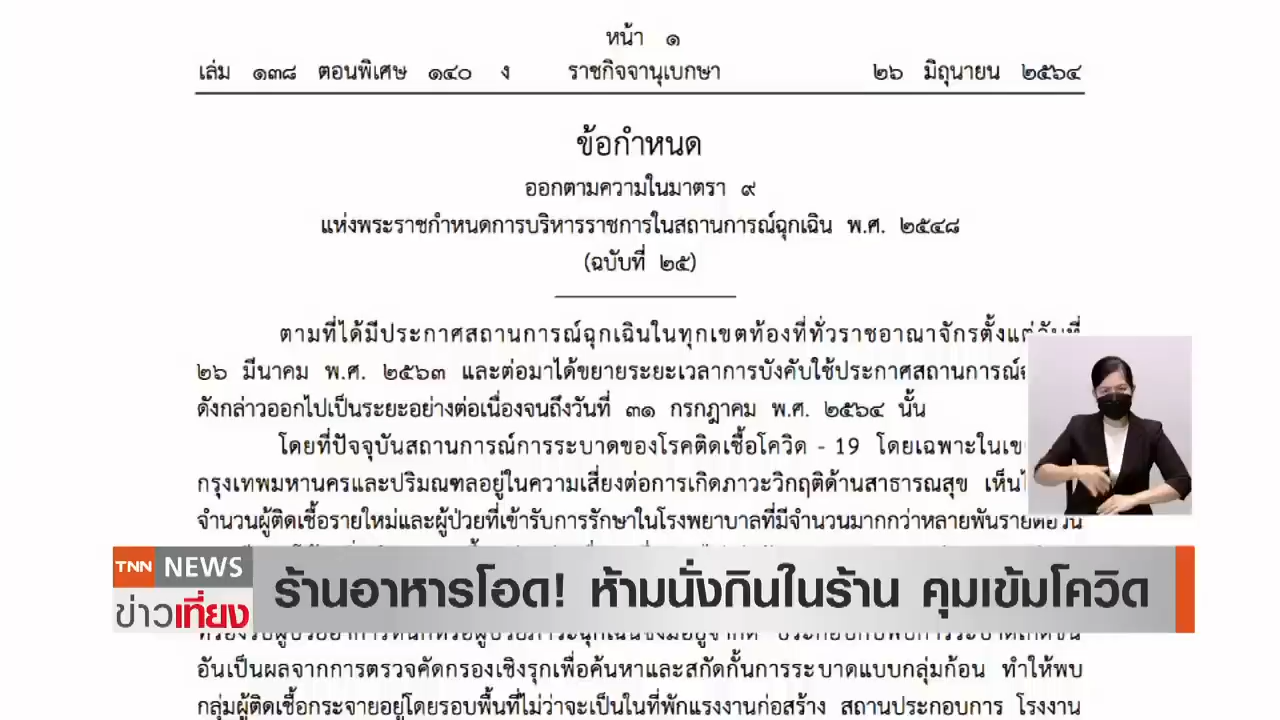 หน้า ๑
เล่ม ๑๓๘ ตอนพิเศษ ๑๔๐ ง ราชกิจจานุเบกษา ๒๖ มิถุนายน ๒๕๖๔
ข้อกำหนด
ออกตามความในมาตรา ๙
แห่งพระราชกำหนดการบริหารราชการในสถานการณ์ฉุกเฉิน พ.ศ. ๒๕๔๘
(ฉบับที่ ๒๕)
ตามที่ได้มีประกาศสถานการณ์ฉุกเฉินในทุกเขตท้องที่ทั่วราชอาณาจักรตั้งแต่วันที่
๒๖ มีนาคม พ.ศ. ๒๕๖๓ และต่อมาได้ขยายระยะเวลาการบังคับใช้ประกาศสถานการณ์
ดังกล่าวออกไปเป็นระยะอย่างต่อเนื่องจนถึงวันที่ ๓๑ กรกฎาคม พ.ศ. ๒๕๖๔ นั้น
โดยที่ปัจจุบันสถานการณ์การระบาดของโรคติดเชื้อโควิด - 19 โดยเฉพาะใน
กรุงเทพมหานครและปริมณฑลอยู่ในความเสี่ยงต่อการเกิดภาวะวิกฤติด้านสาธารณสุข
จำนวนผู้ติดเชื้อรายใหม่และผู้ป่วยที่เข้ารับการรักษาในโรงพยาบาลที่มีจำนวนมากกว่าหลายพันรายต่อวัน
TNN NEWS
ข่าวเที่ยง
ร้านอาหารโอด! ห้ามนั่งกินในร้าน คุมเข้มโควิด
อันเป็นผลจากการตรวจคัดกรองเชิงรุกเพื่อค้นหาและสกัดกั้นการระบาดแบบกลุ่มก้อน ทำให้พบ
กลุ่มผู้ติดเชื้อกระจายอยู่โดยรอบพื้นที่ไม่ว่าจะเป็นในที่พักแรงงานก่อสร้าง สถานประกอบการ โรงงาน